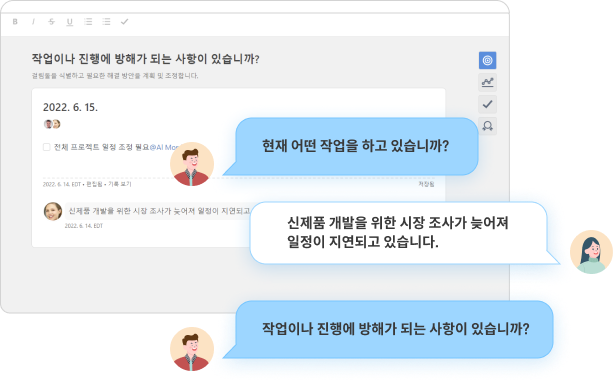 B I S U
작업이나 진행에 방해가 되는 사항이 있습니까?
걸림돌을 식별하고 필요한 해결 방안을 계획 및 조정합니다.
2022. 6. 15.
전체 프로젝트 일정 조정 필요@Al Mor
현재 어떤 작업을 하고 있습니까?
2022. 6. 14. EDT • 편집됨 • 기록 보기
저장됨
신제품 개발을 위한 시장 조사가 늦어져 일정이 지연되고
2022. 6. 14. EDT
신제품 개발을 위한 시장 조사가 늦어져
일정이 지연되고 있습니다.
작업이나 진행에 방해가 되는 사항이 있습니까?